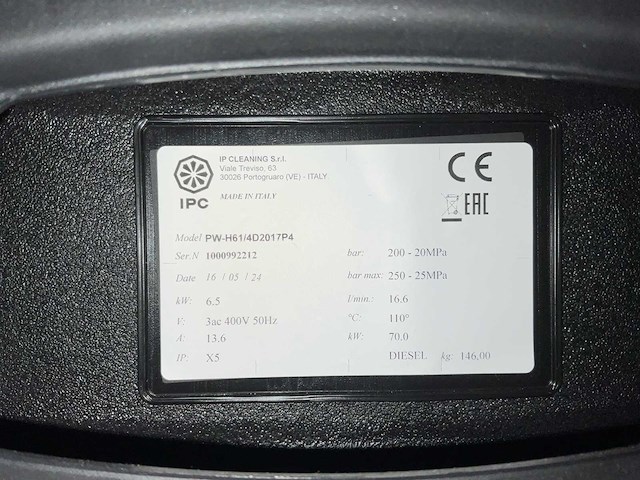 IP CLEANING S.r.l.
Viale Treviso, 63
30026 Portogruaro (VE) - ITALY
IPC
MADE IN ITALY
CE
EAC
Model PW-H61/4D2017P4
Ser.N 1000992212
bar: 200 - 20MPa
Date 16 / 05 / 24
bar max: 250 - 25MPa
kW: 6.5
l/min.: 16.6
V: 3ac 400V 50Hz
°C: 110°
A: 13.6
kW: 70.0
IP: X5
DIESEL kg: 146,00